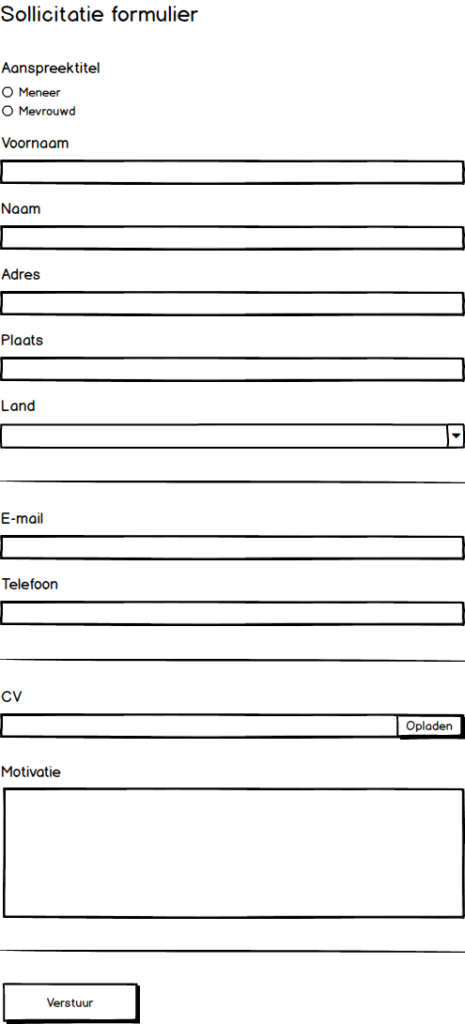 Sollicitatie formulier
Aanspreektitel
Meneer
Mevrouwd
Voornaam
Naam
Adres
Plaats
Land
E-mail
Telefoon
CV
Opladen
Motivatie
Verstuur